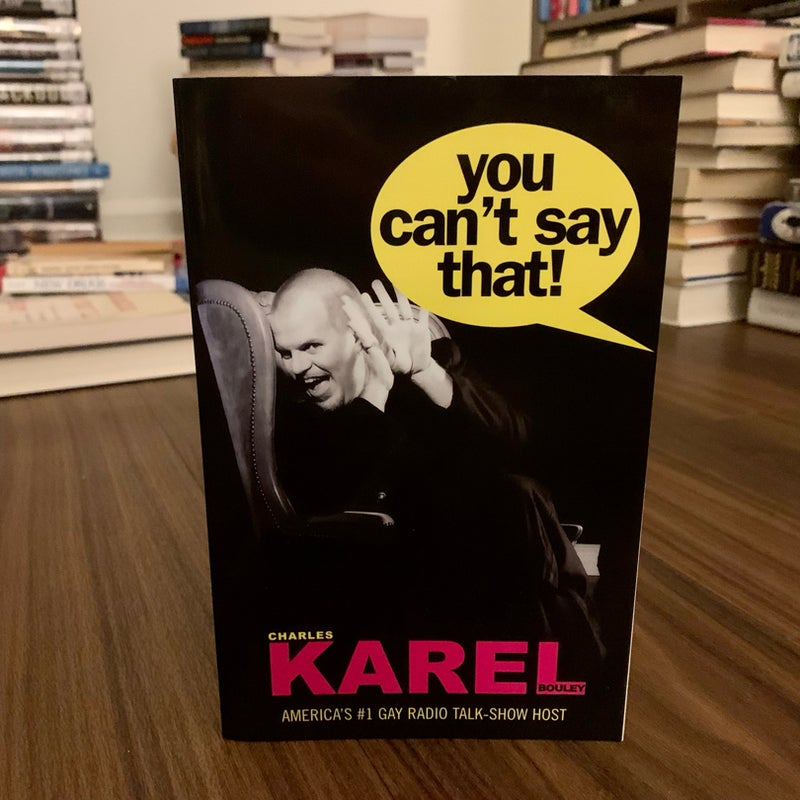 you
can't say
that!
CHARLES
KAREL
BOULEY
AMERICA'S #1 GAY RADIO TALK-SHOW HOST